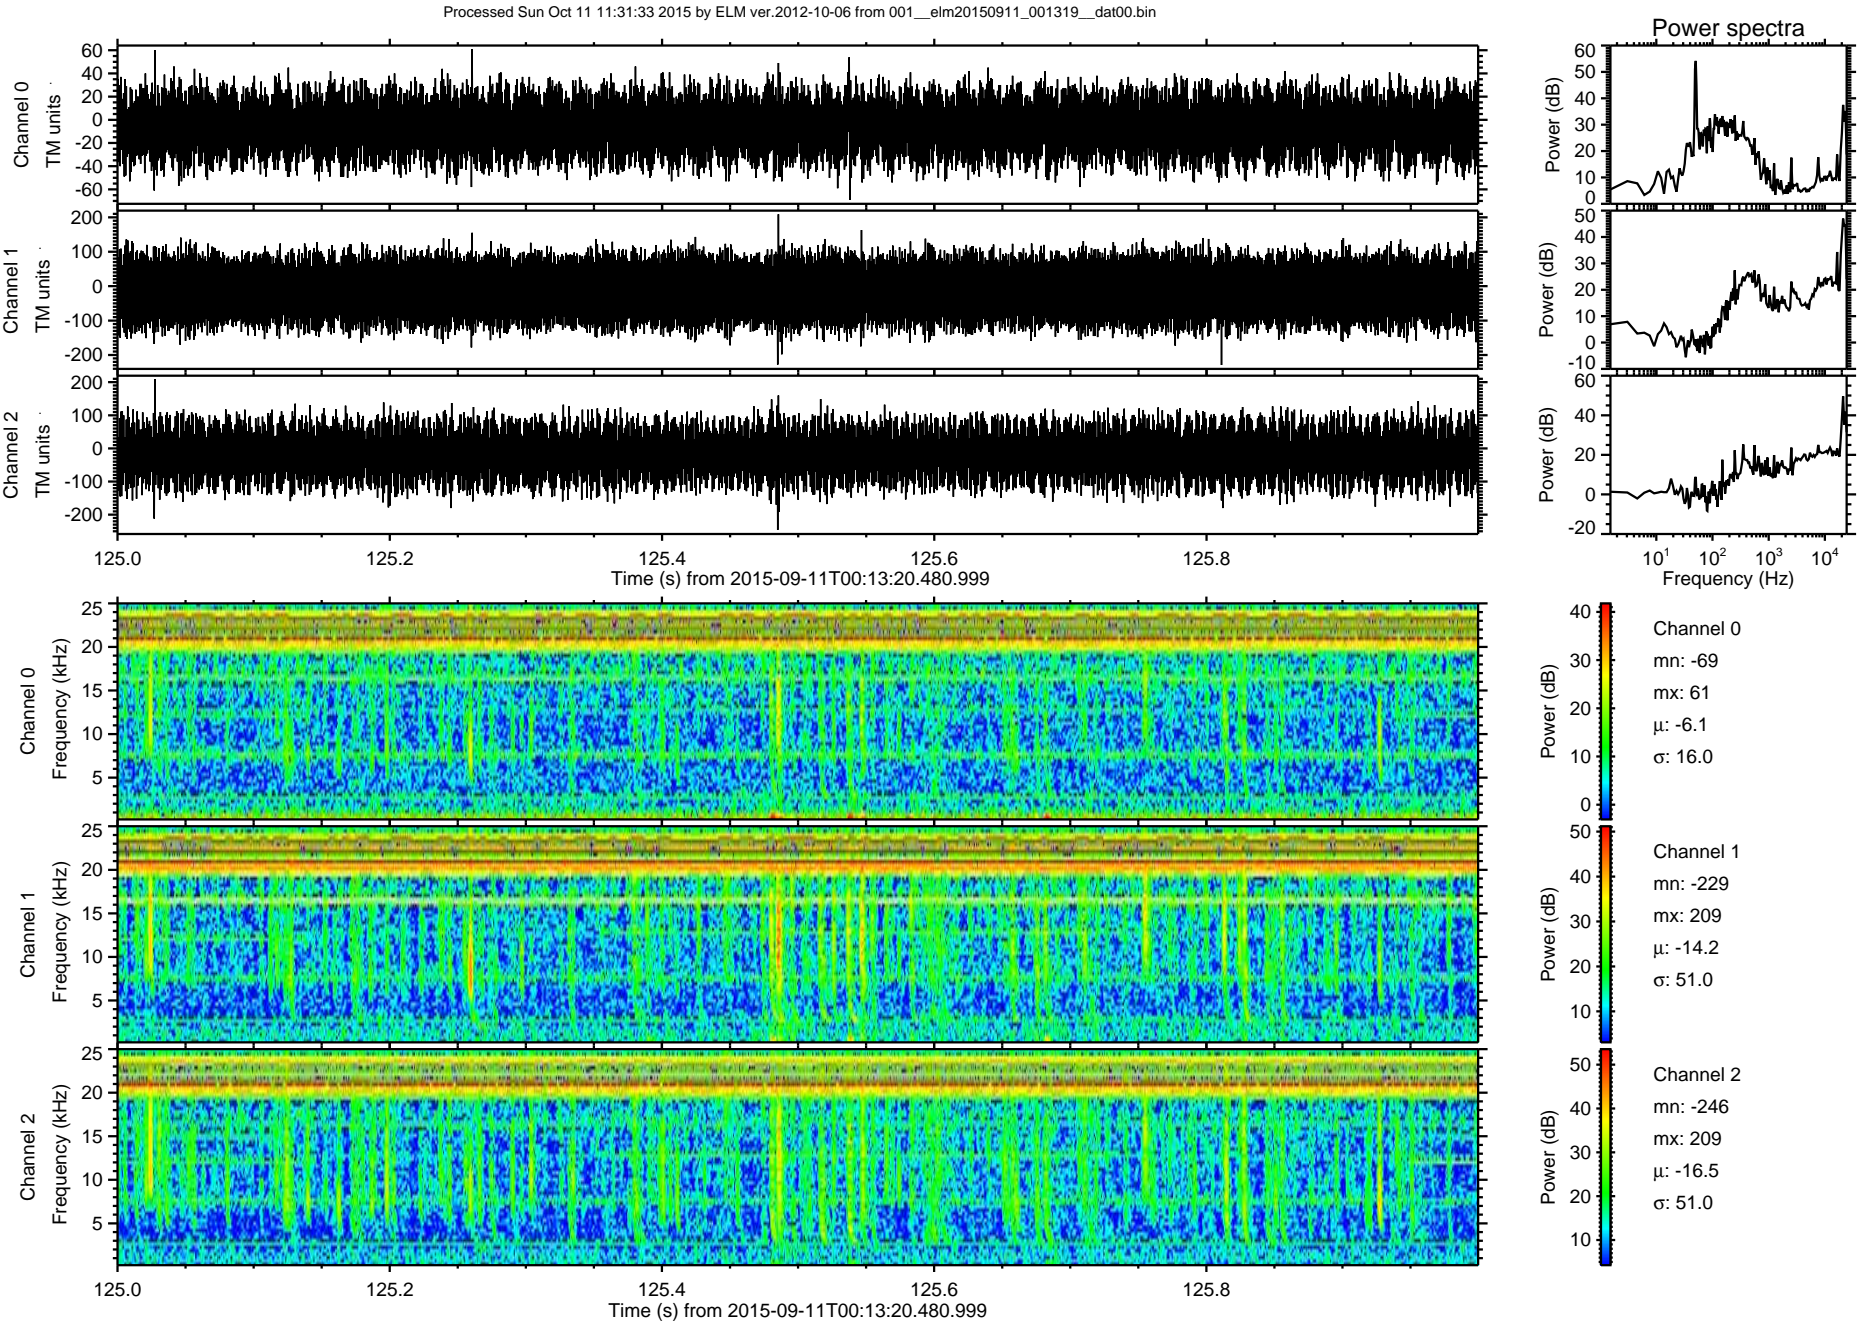 Processed Sun Oct 11 11:31:33 2015 by ELM ver.2012-10-06 from 001__elm20150911_001319__dat00.bin
Power spectra
Channel 0
TM units
60
40
20
0
-20
-40
-60
Power (dB)
60
50
40
30
20
10
0
Channel 1
TM units
200
100
0
-100
-200
Power (dB)
50
40
30
20
10
0
-10
Channel 2
TM units
200
100
0
-100
-200
Power (dB)
60
40
20
0
-20
125.0 125.2 125.4 125.6 125.8
Time (s) from 2015-09-11T00:13:20.480.999
10¹ 10² 10³ 10⁴
Frequency (Hz)
Channel 0
Frequency (kHz)
25
20
15
10
5
Power (dB)
40
30
20
10
0
Channel 0
mn: -69
mx: 61
μ: -6.1
σ: 16.0
Channel 1
Frequency (kHz)
25
20
15
10
5
Power (dB)
50
40
30
20
10
Channel 1
mn: -229
mx: 209
μ: -14.2
σ: 51.0
Channel 2
Frequency (kHz)
25
20
15
10
5
Power (dB)
50
40
30
20
10
Channel 2
mn: -246
mx: 209
μ: -16.5
σ: 51.0
125.0 125.2 125.4 125.6 125.8
Time (s) from 2015-09-11T00:13:20.480.999